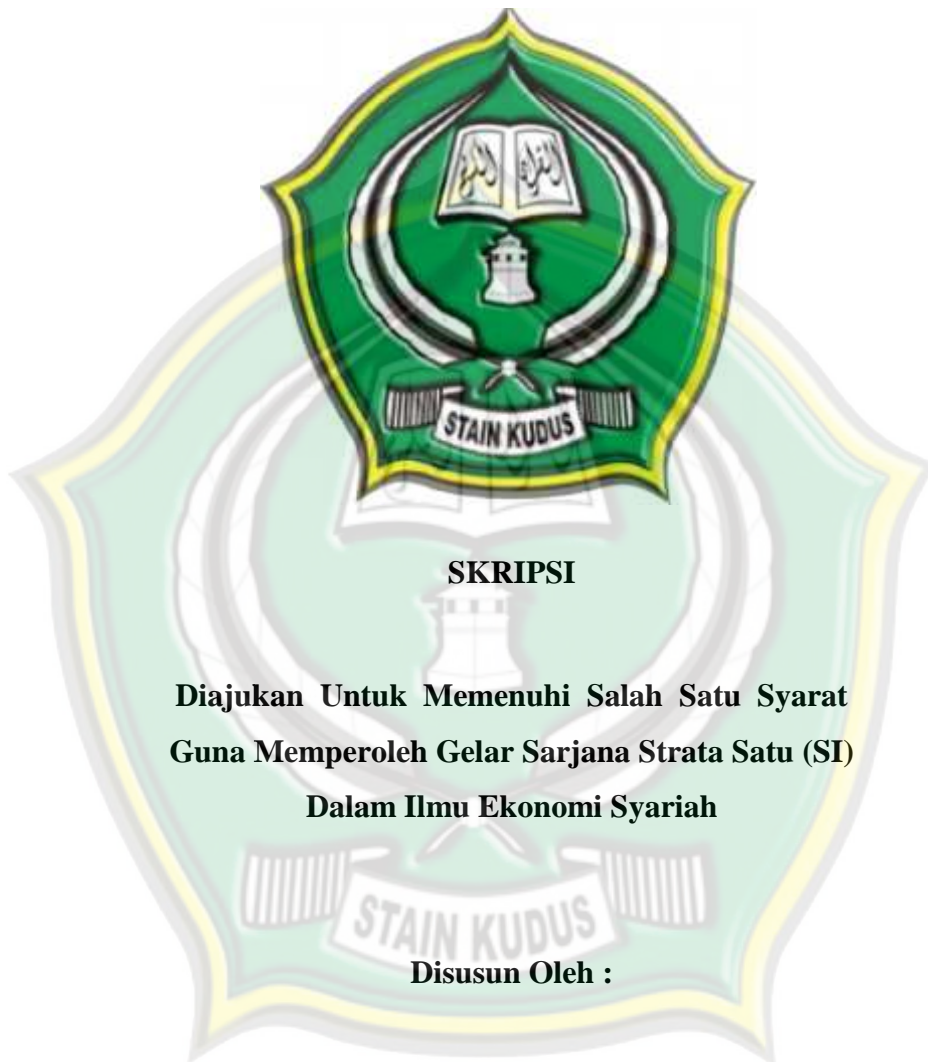 STAIN KUDUS
SKRIPSI
Diajukan Untuk Memenuhi Salah Satu Syarat
Guna Memperoleh Gelar Sarjana Strata Satu (SI)
Dalam Ilmu Ekonomi Syariah
STAIN KUDUS
Disusun Oleh :